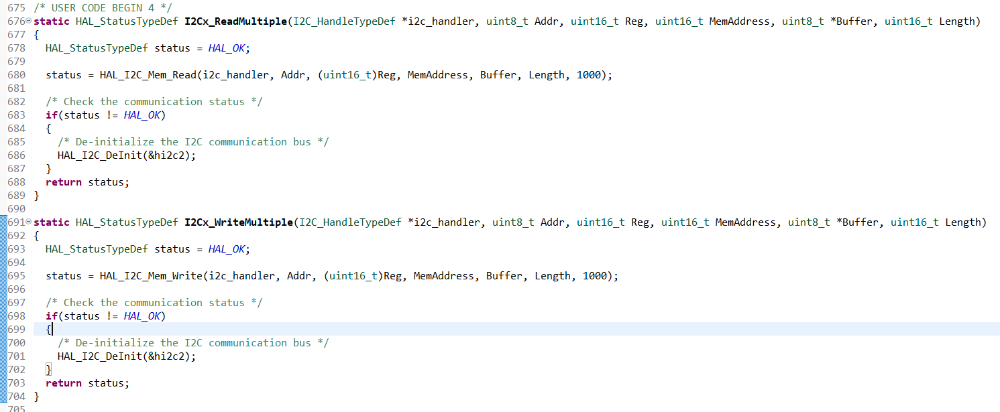 675 /* USER CODE BEGIN 4 */
676 static HAL_StatusTypeDef I2Cx_ReadMultiple(I2C_HandleTypeDef *i2c_handler, uint8_t Addr, uint16_t Reg, uint16_t MemAddress, uint8_t *Buffer, uint16_t Length)
677 {
678   HAL_StatusTypeDef status = HAL_OK;
679
680   status = HAL_I2C_Mem_Read(i2c_handler, Addr, (uint16_t)Reg, MemAddress, Buffer, Length, 1000);
681
682   /* Check the communication status */
683   if(status != HAL_OK)
684   {
685     /* De-initialize the I2C communication bus */
686     HAL_I2C_DeInit(&hi2c2);
687   }
688   return status;
689 }
690
691 static HAL_StatusTypeDef I2Cx_WriteMultiple(I2C_HandleTypeDef *i2c_handler, uint8_t Addr, uint16_t Reg, uint16_t MemAddress, uint8_t *Buffer, uint16_t Length)
692 {
693   HAL_StatusTypeDef status = HAL_OK;
694
695   status = HAL_I2C_Mem_Write(i2c_handler, Addr, (uint16_t)Reg, MemAddress, Buffer, Length, 1000);
696
697   /* Check the communication status */
698   if(status != HAL_OK)
699   {
700     /* De-initialize the I2C communication bus */
701     HAL_I2C_DeInit(&hi2c2);
702   }
703   return status;
704 }
705